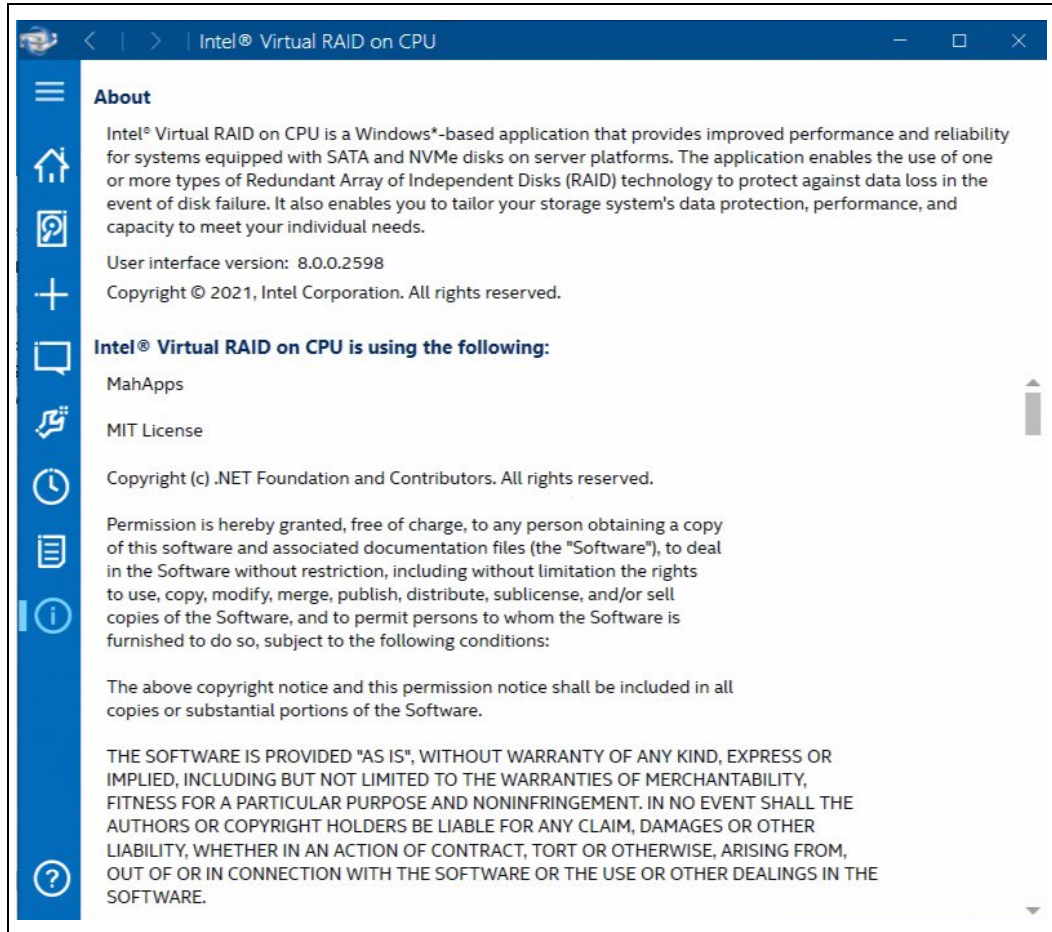 Intel® Virtual RAID on CPU
About
Intel® Virtual RAID on CPU is a Windows*-based application that provides improved performance and reliability
for systems equipped with SATA and NVMe disks on server platforms. The application enables the use of one
or more types of Redundant Array of Independent Disks (RAID) technology to protect against data loss in the
event of disk failure. It also enables you to tailor your storage system's data protection, performance, and
capacity to meet your individual needs.
User interface version: 8.0.0.2598
Copyright © 2021, Intel Corporation. All rights reserved.
Intel® Virtual RAID on CPU is using the following:
MahApps
MIT License
Copyright (c) .NET Foundation and Contributors. All rights reserved.
Permission is hereby granted, free of charge, to any person obtaining a copy
of this software and associated documentation files (the "Software"), to deal
in the Software without restriction, including without limitation the rights
to use, copy, modify, merge, publish, distribute, sublicense, and/or sell
copies of the Software, and to permit persons to whom the Software is
furnished to do so, subject to the following conditions:
The above copyright notice and this permission notice shall be included in all
copies or substantial portions of the Software.
THE SOFTWARE IS PROVIDED "AS IS", WITHOUT WARRANTY OF ANY KIND, EXPRESS OR
IMPLIED, INCLUDING BUT NOT LIMITED TO THE WARRANTIES OF MERCHANTABILITY,
FITNESS FOR A PARTICULAR PURPOSE AND NONINFRINGEMENT. IN NO EVENT SHALL THE
AUTHORS OR COPYRIGHT HOLDERS BE LIABLE FOR ANY CLAIM, DAMAGES OR OTHER
LIABILITY, WHETHER IN AN ACTION OF CONTRACT, TORT OR OTHERWISE, ARISING FROM,
OUT OF OR IN CONNECTION WITH THE SOFTWARE OR THE USE OR OTHER DEALINGS IN THE
SOFTWARE.